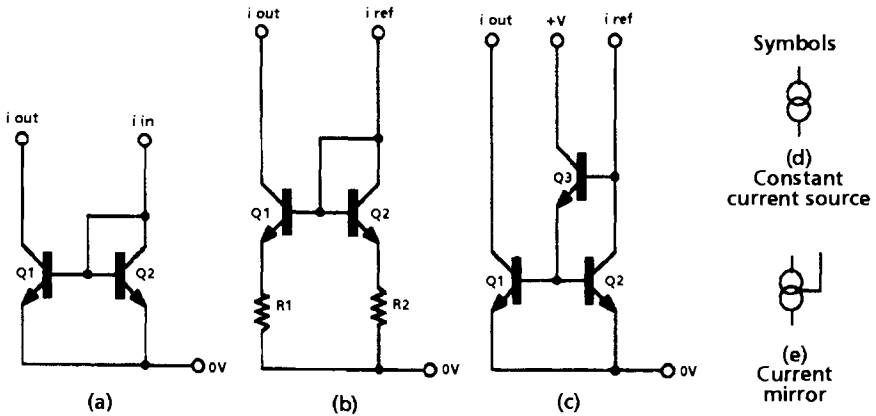 i out
i in
Q1
Q2
0V
(a)
i out
i ref
Q1
Q2
R1
R2
0V
(b)
i out
+V
i ref
Q3
Q1
Q2
0V
(c)
Symbols
(d)
Constant
current source
(e)
Current
mirror